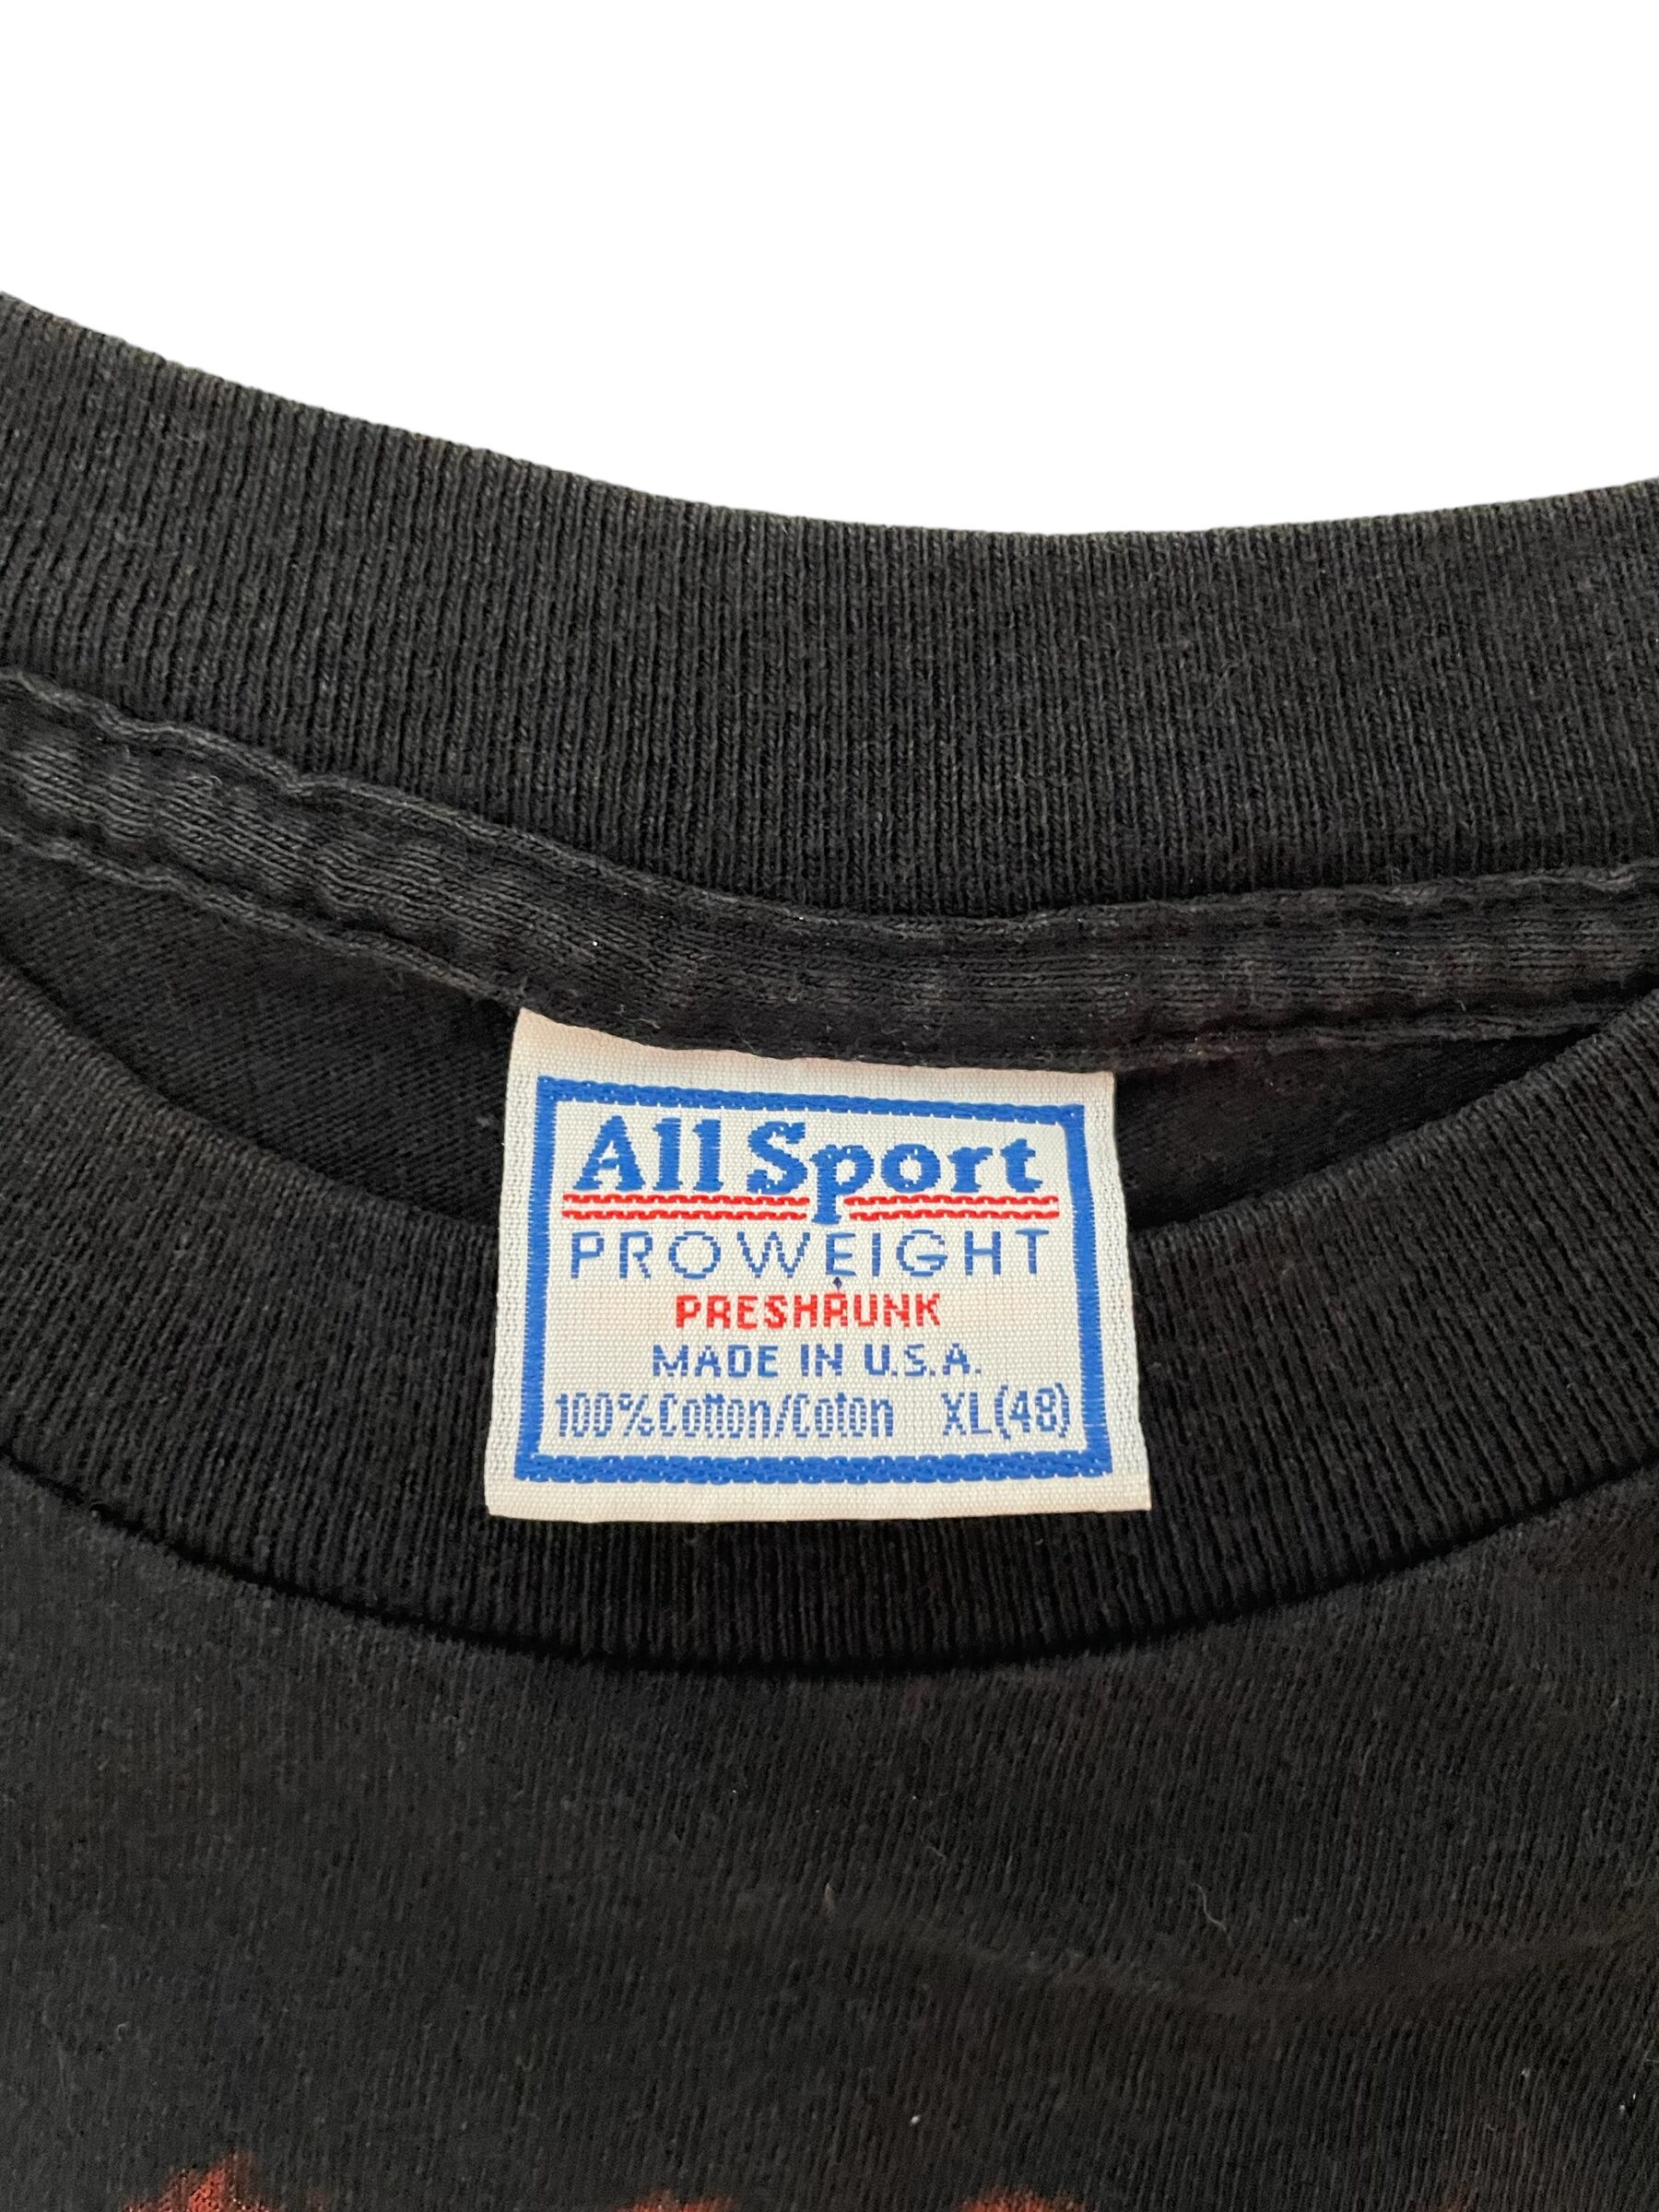 All Sport
PROWEIGHT
PRESHRUNK
MADE IN U.S.A.
100% Cotton/Coton XL(48)